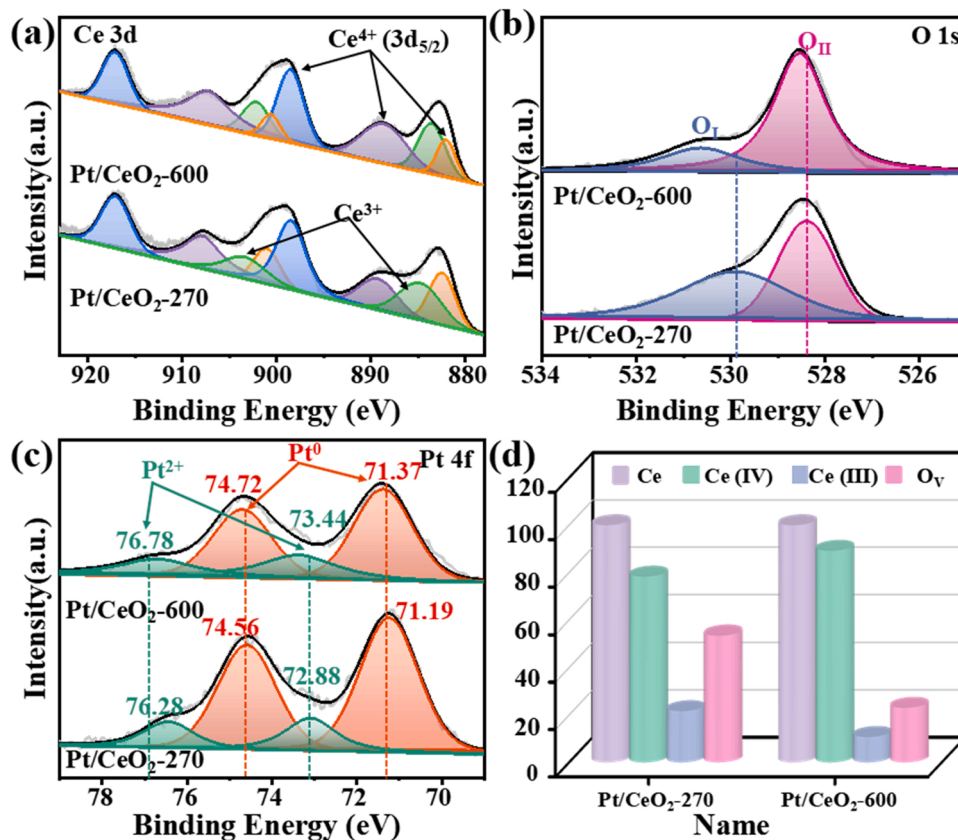 (a) Ce 3d
Ce⁴⁺ (3d₅/₂)
Pt/CeO₂-600
Ce³⁺
Pt/CeO₂-270
Intensity(a.u.)
920 910 900 890 880
Binding Energy (eV)
(b) O 1s
O_II
O_I
Pt/CeO₂-600
Pt/CeO₂-270
Intensity(a.u.)
534 532 530 528 526
Binding Energy (eV)
(c) Pt²⁺ Pt⁰ Pt 4f
74.72 71.37
76.78 73.44
Pt/CeO₂-600
74.56 71.19
76.28 72.88
Pt/CeO₂-270
Intensity(a.u.)
78 76 74 72 70
Binding Energy (eV)
(d)
Ce Ce (IV) Ce (III) O_V
120
100
80
60
40
20
0
Pt/CeO₂-270 Pt/CeO₂-600
Name